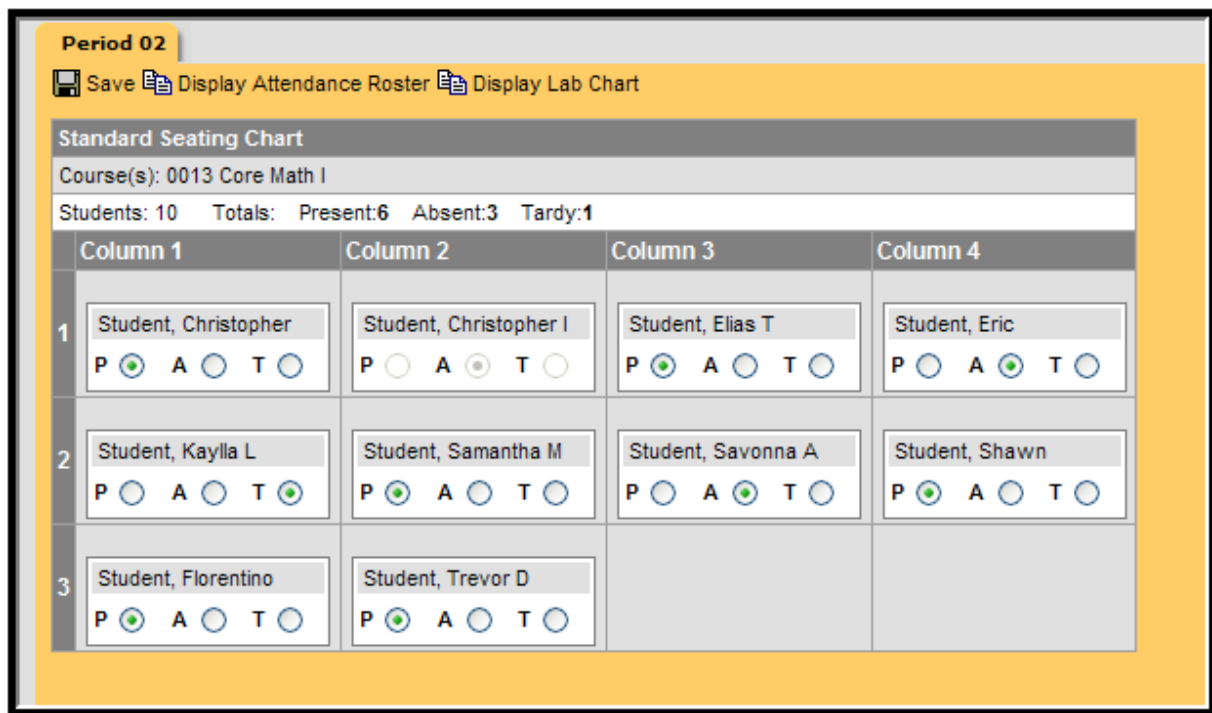 Period 02
Save Display Attendance Roster Display Lab Chart
Standard Seating Chart
Course(s): 0013 Core Math I
Students: 10 Totals: Present:6 Absent:3 Tardy:1
Column 1 Column 2 Column 3 Column 4
1
Student, Christopher Student, Christopher I Student, Elias T Student, Eric
P A T P A T P A T P A T
2
Student, Kaylla L Student, Samantha M Student, Savonna A Student, Shawn
P A T P A T P A T P A T
3
Student, Florentino Student, Trevor D
P A T P A T